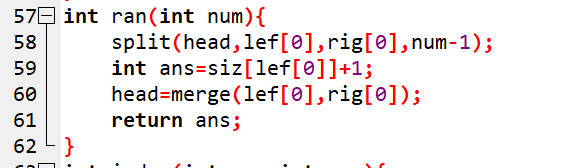 57 int ran(int num){
58     split(head,lef[0],rig[0],num-1);
59     int ans=siz[lef[0]]+1;
60     head=merge(lef[0],rig[0]);
61     return ans;
62 }